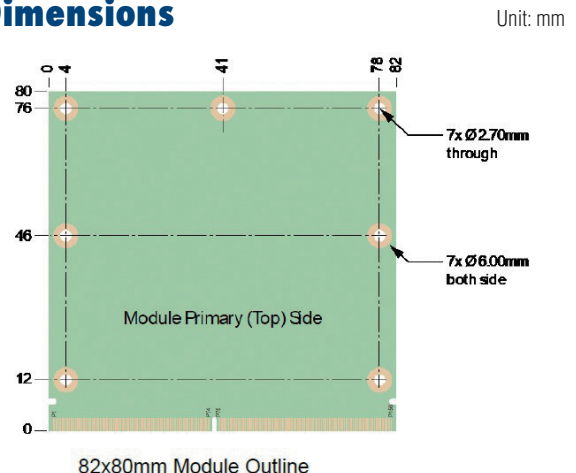 Dimensions
Unit: mm
0 4 41 78 82
80
76
7x Ø2.70mm
through
46
7x Ø6.00mm
both side
Module Primary (Top) Side
12
0
82x80mm Module Outline